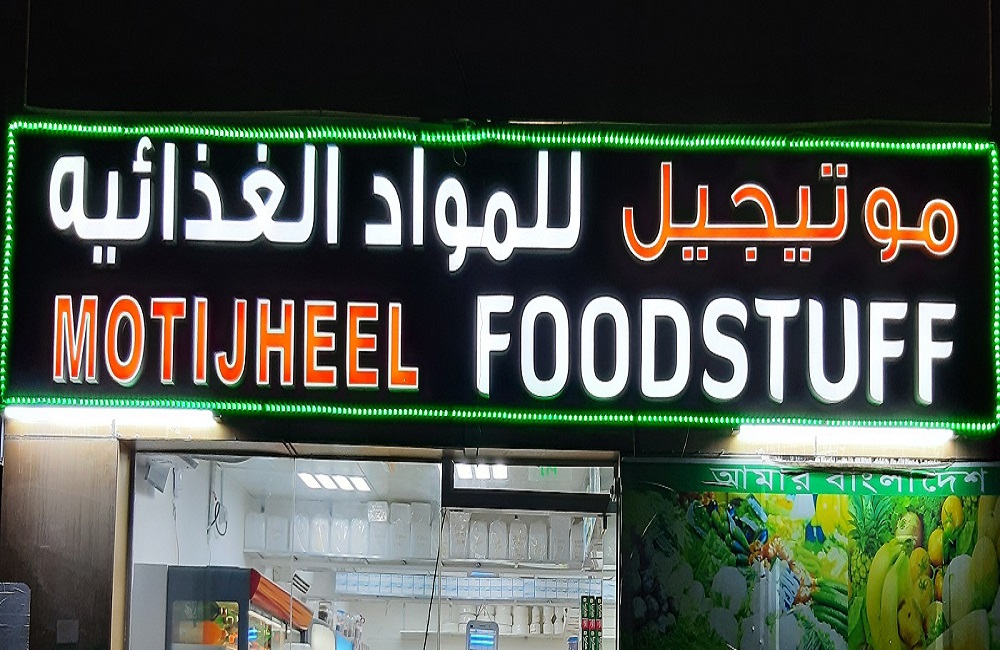 موتيجيل للمواد الغذائيه
MOTIJHEEL FOODSTUFF
আমার বাংলাদেশ